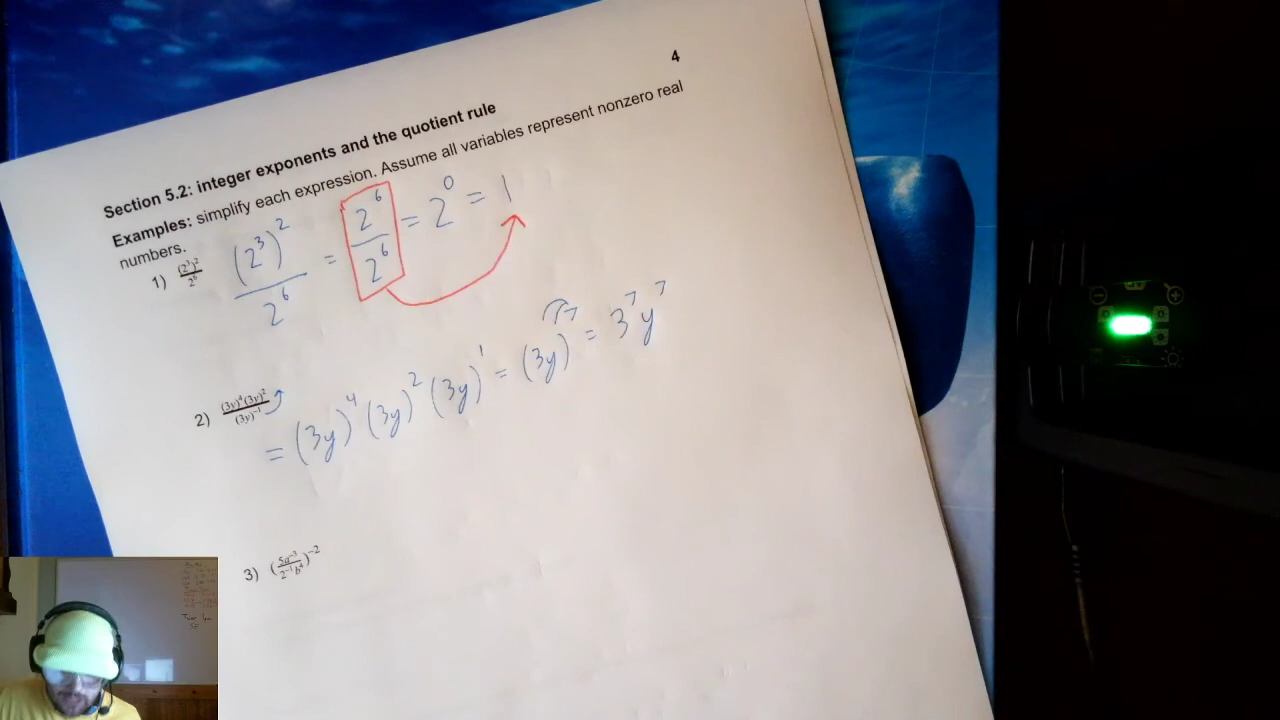 4
Section 5.2: integer exponents and the quotient rule
Examples: simplify each expression. Assume all variables represent nonzero real
numbers.
1) (2³)²/2⁶ (2³)²/2⁶ = 2⁶/2⁶ = 2⁰ = 1
2) (3y)⁴(3y)²/(3y)⁻¹
= (3y)⁴ (3y)² (3y)¹ = (3y)⁷ = 3⁷y⁷
3) (5a⁻³/2⁻¹b⁴)⁻²